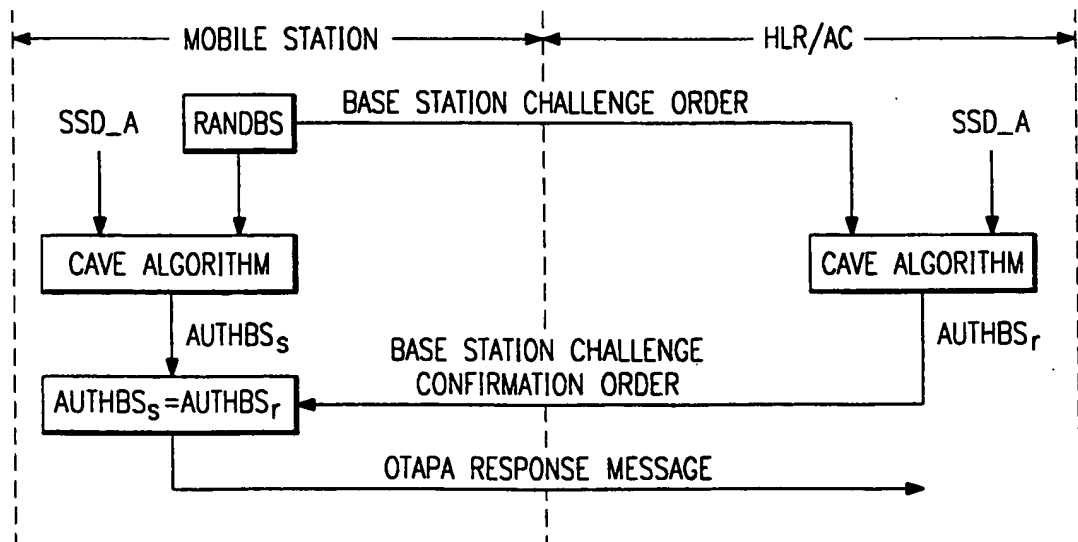 MOBILE STATION
HLR/AC
BASE STATION CHALLENGE ORDER
SSD_A
RANDBS
SSD_A
CAVE ALGORITHM
CAVE ALGORITHM
AUTHBSs
AUTHBSr
BASE STATION CHALLENGE
CONFIRMATION ORDER
AUTHBSs=AUTHBSr
OTAPA RESPONSE MESSAGE